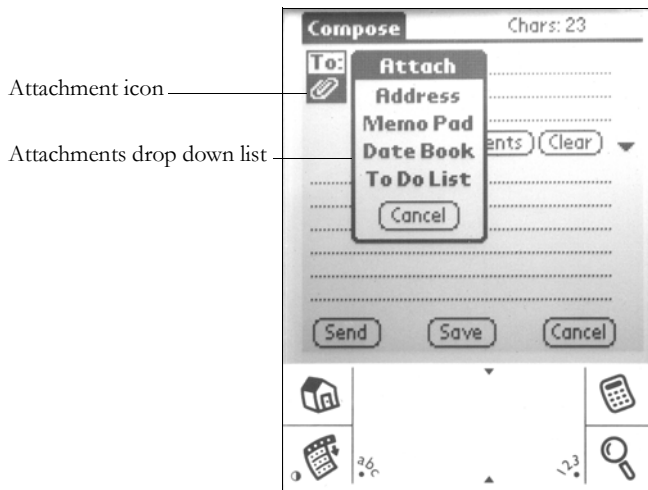 Compose Chars: 23
To:
Attach
Attachment icon
Address
Memo Pad
ents Clear
Attachments drop down list
Date Book
To Do List
Cancel
Send Save Cancel
abc 123